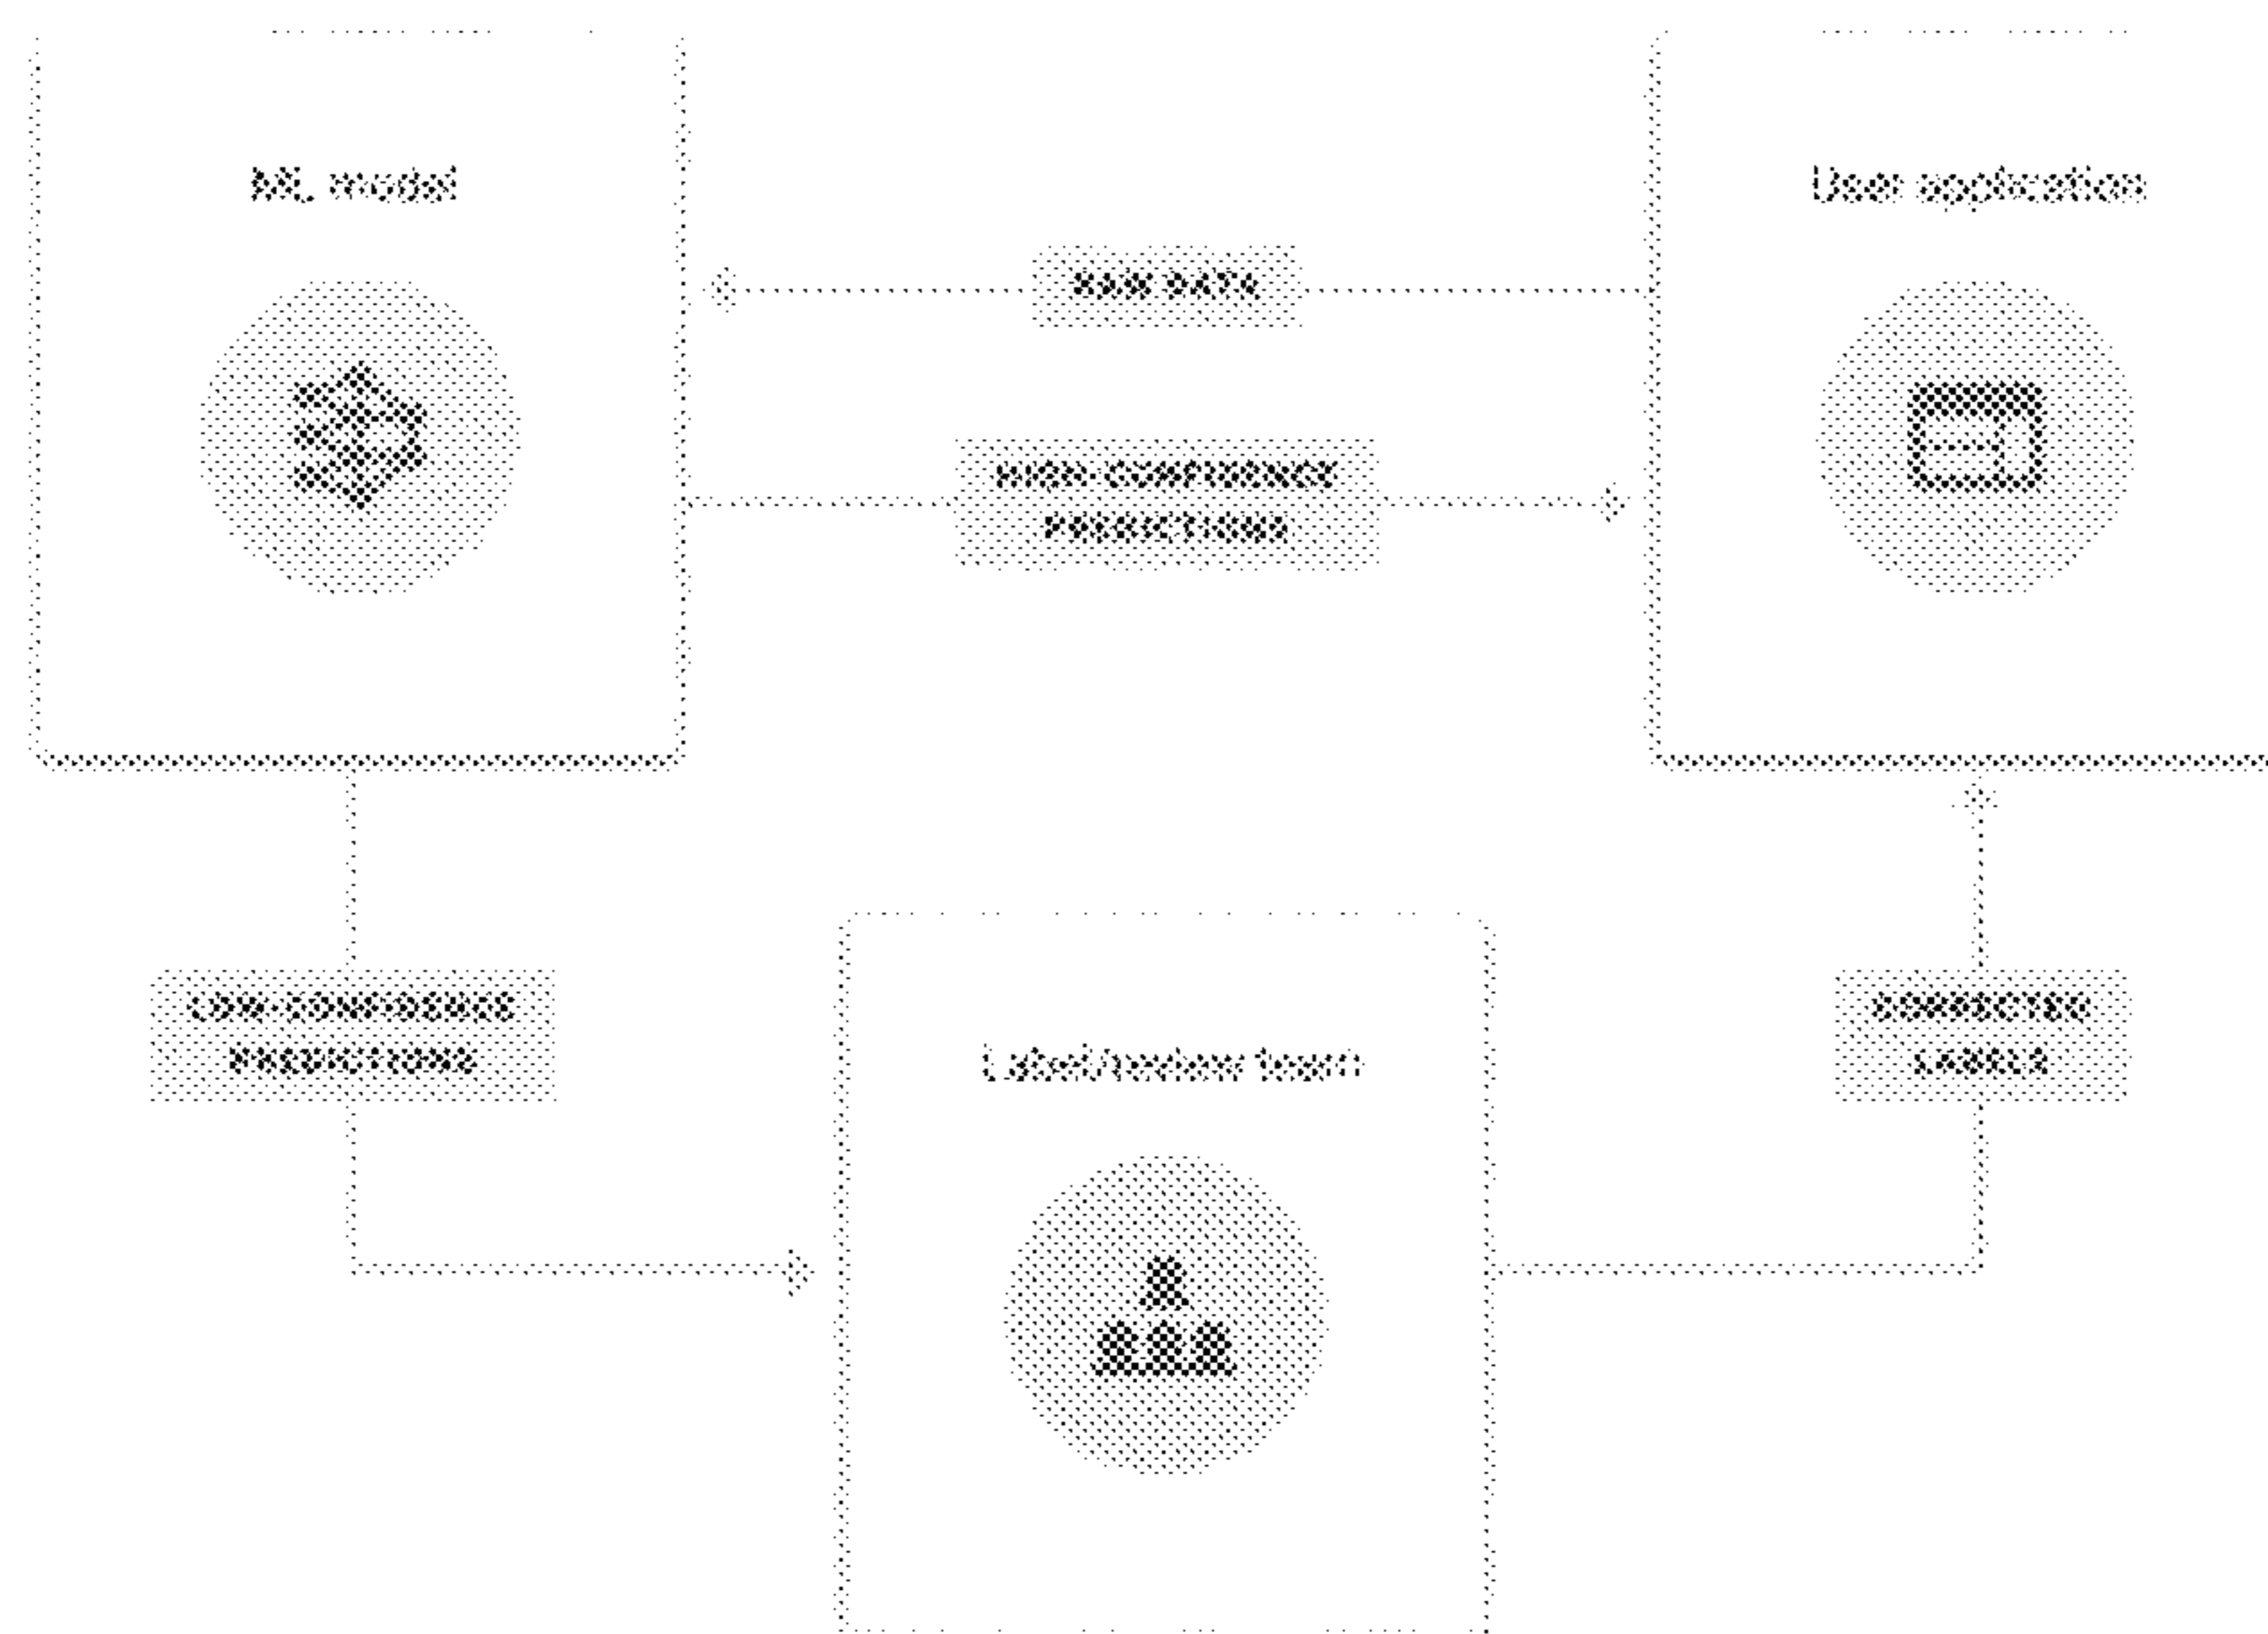 ML model
User application
RAW DATA
HIGH-CONFIDENCE
PREDICTIONS
LOW-CONFIDENCE
PREDICTIONS
Label/review team
CORRECTED
LABELS